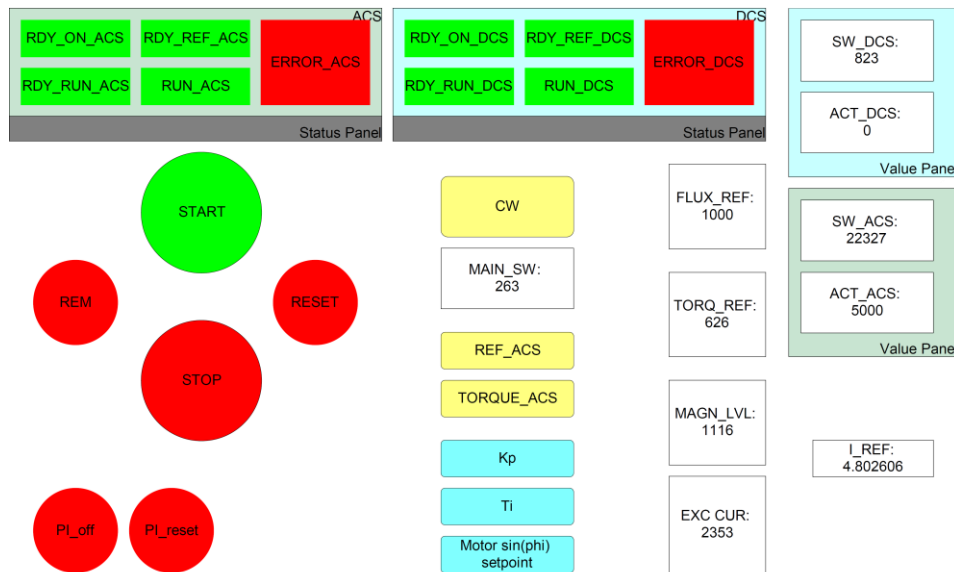 ACS
RDY_ON_ACS
RDY_REF_ACS
ERROR_ACS
RDY_RUN_ACS
RUN_ACS
Status Panel
DCS
RDY_ON_DCS
RDY_REF_DCS
ERROR_DCS
RDY_RUN_DCS
RUN_DCS
Status Panel
SW_DCS:
823
ACT_DCS:
0
Value Pane
START
REM
RESET
STOP
PI_off
PI_reset
CW
MAIN_SW:
263
REF_ACS
TORQUE_ACS
Kp
Ti
Motor sin(phi)
setpoint
FLUX_REF:
1000
TORQ_REF:
626
MAGN_LVL:
1116
EXC CUR:
2353
SW_ACS:
22327
ACT_ACS:
5000
Value Pane
I_REF:
4.802606